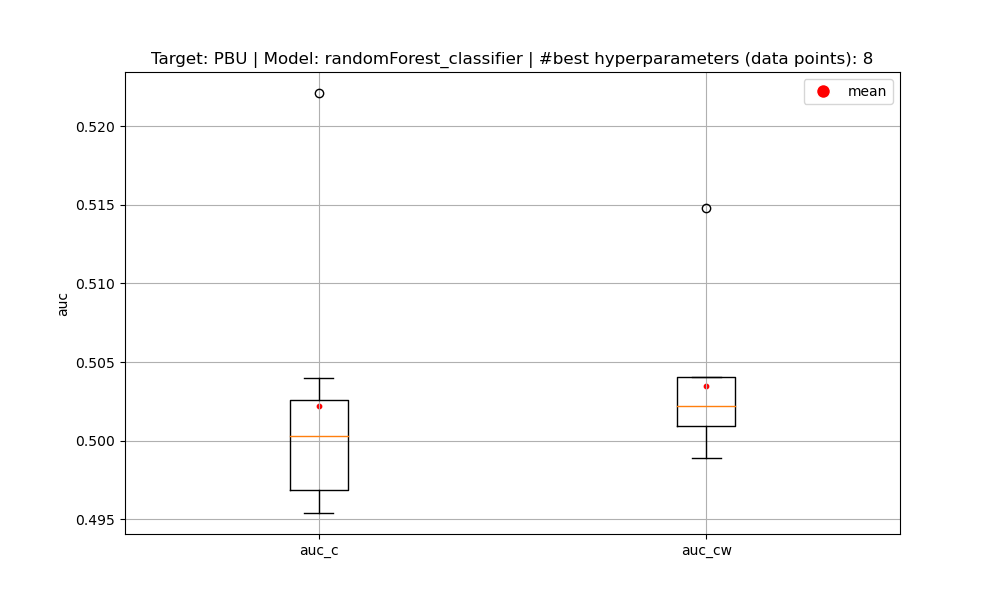 Target: PBU | Model: randomForest_classifier | #best hyperparameters (data points): 8
mean
0.520
0.515
0.510
0.505
0.500
0.495
auc
auc_c
auc_cw